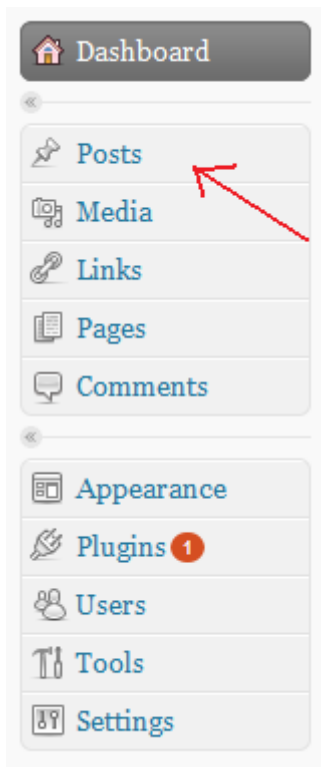 Dashboard
Posts
Media
Links
Pages
Comments
Appearance
Plugins 1
Users
Tools
Settings